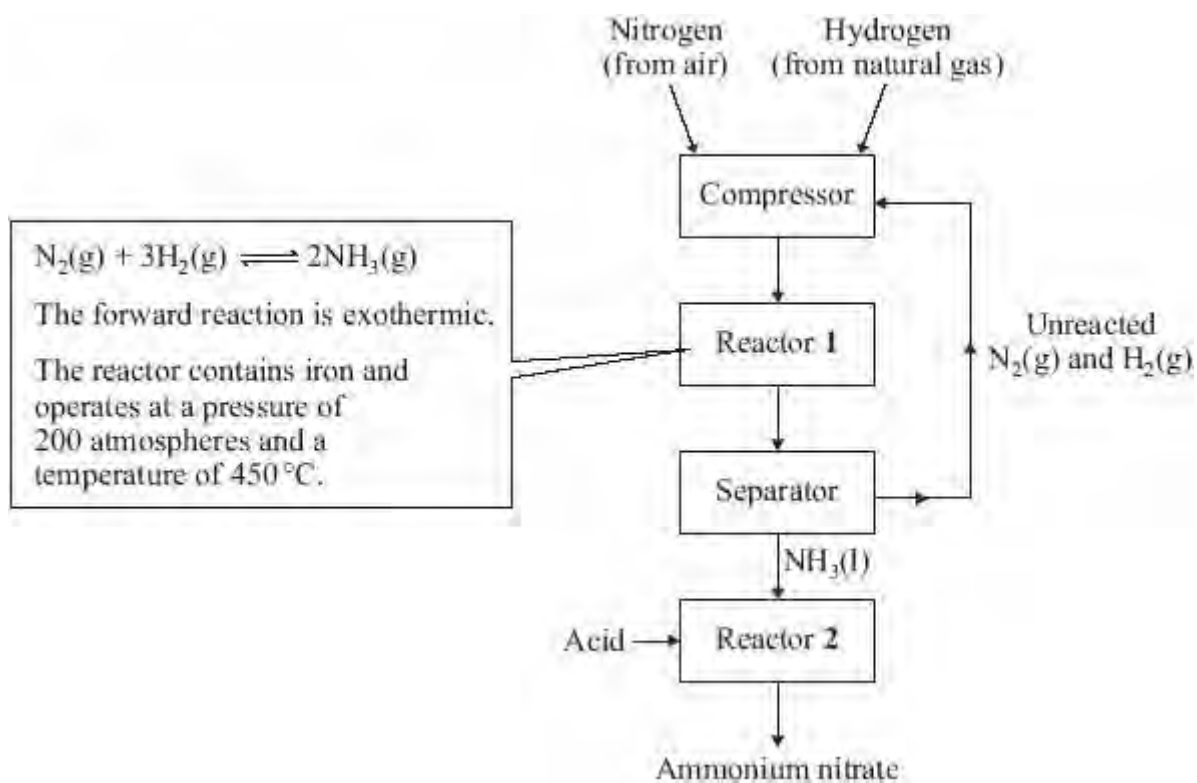 Nitrogen
(from air)
Hydrogen
(from natural gas)
Compressor
N₂(g) + 3H₂(g) ⇌ 2NH₃(g)
The forward reaction is exothermic.
The reactor contains iron and
operates at a pressure of
200 atmospheres and a
temperature of 450 °C.
Reactor 1
Unreacted
N₂(g) and H₂(g)
Separator
NH₃(l)
Acid
Reactor 2
Ammonium nitrate